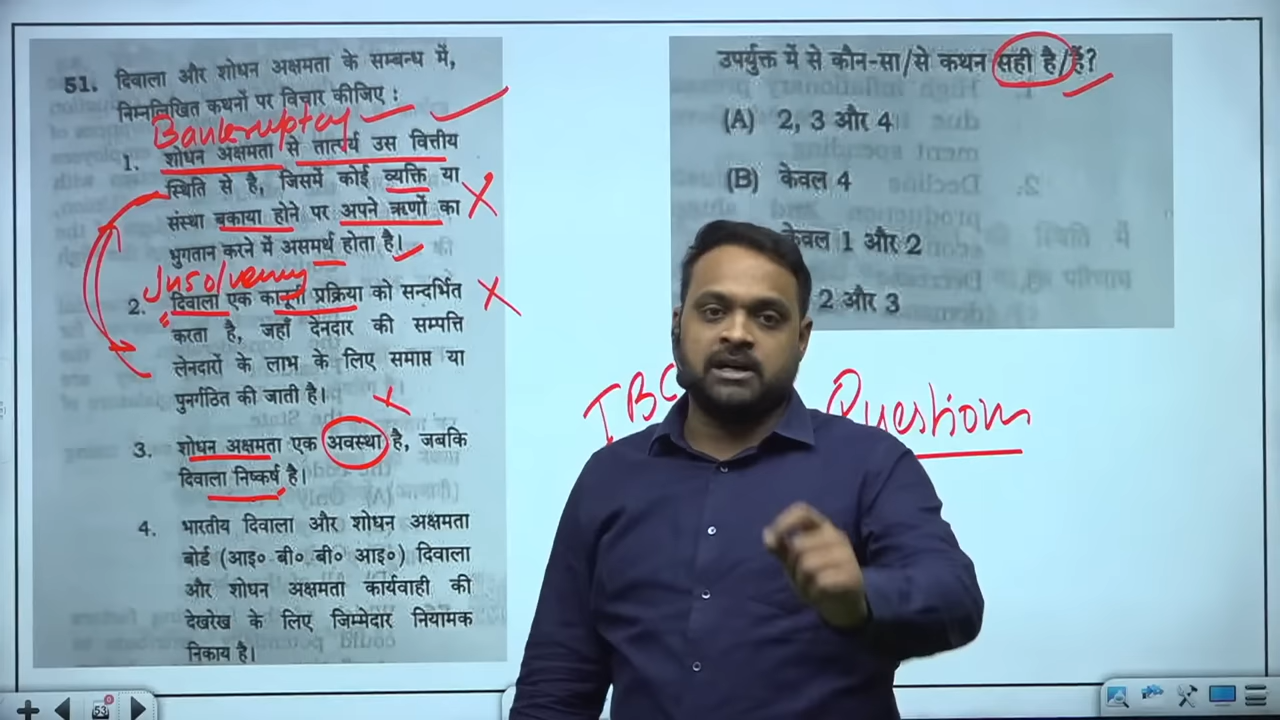 51. दिवाला और शोधन अक्षमता के सम्बन्ध में,
निम्नलिखित कथनों पर विचार कीजिए :
Bankruptcy
1. शोधन अक्षमता से तात्पर्य उस वित्तीय
स्थिति से है, जिसमें कोई व्यक्ति या
संस्था बकाया होने पर अपने ऋणों का
भुगतान करने में असमर्थ होता है।
Insolvency
2. दिवाला एक कानूनी प्रक्रिया को सन्दर्भित
करता है, जहाँ देनदार की सम्पत्ति
लेनदारों के लाभ के लिए समाप्त या
पुनर्गठित की जाती है।
3. शोधन अक्षमता एक अवस्था है, जबकि
दिवाला निष्कर्ष है।
4. भारतीय दिवाला और शोधन अक्षमता
बोर्ड (आइ० बी० बी० आइ०) दिवाला
और शोधन अक्षमता कार्यवाही की
देखरेख के लिए जिम्मेदार नियामक
निकाय है।
उपर्युक्त में से कौन-सा/से कथन सही है/हैं?
(A) 2, 3 और 4
(B) केवल 4
केवल 1 और 2
2 और 3
IBC Question
53